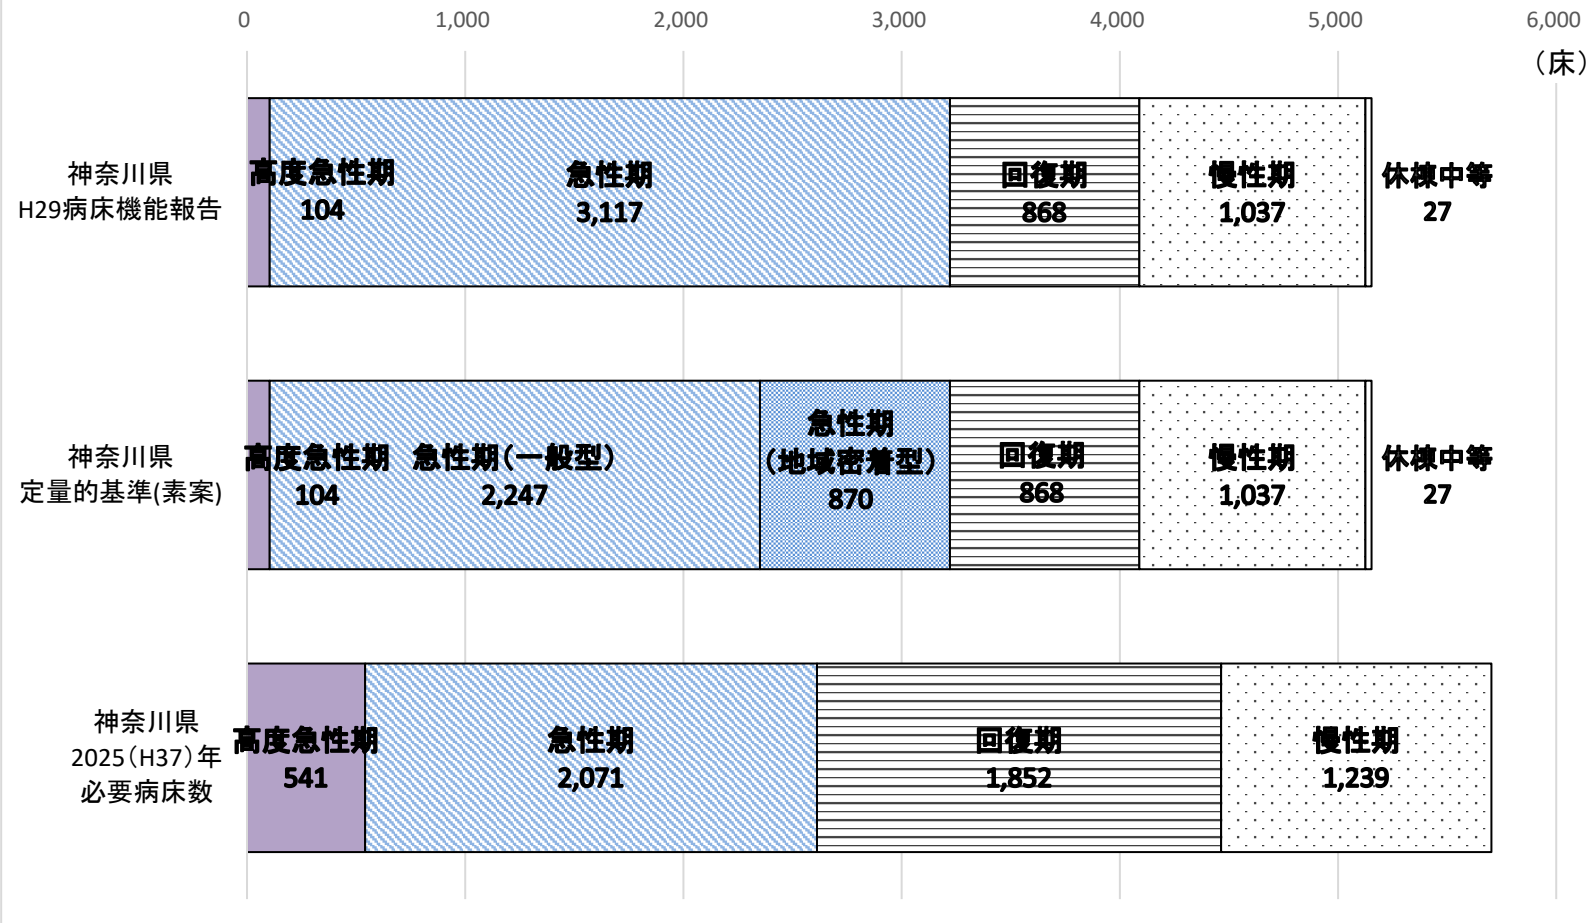 0 1,000 2,000 3,000 4,000 5,000 6,000
（床）
神奈川県
H29病床機能報告
高度急性期
104
急性期
3,117
回復期
868
慢性期
1,037
休棟中等
27
神奈川県
定量的基準(素案)
高度急性期
104
急性期（一般型）
2,247
急性期
（地域密着型）
870
回復期
868
慢性期
1,037
休棟中等
27
神奈川県
2025（H37）年
必要病床数
高度急性期
541
急性期
2,071
回復期
1,852
慢性期
1,239